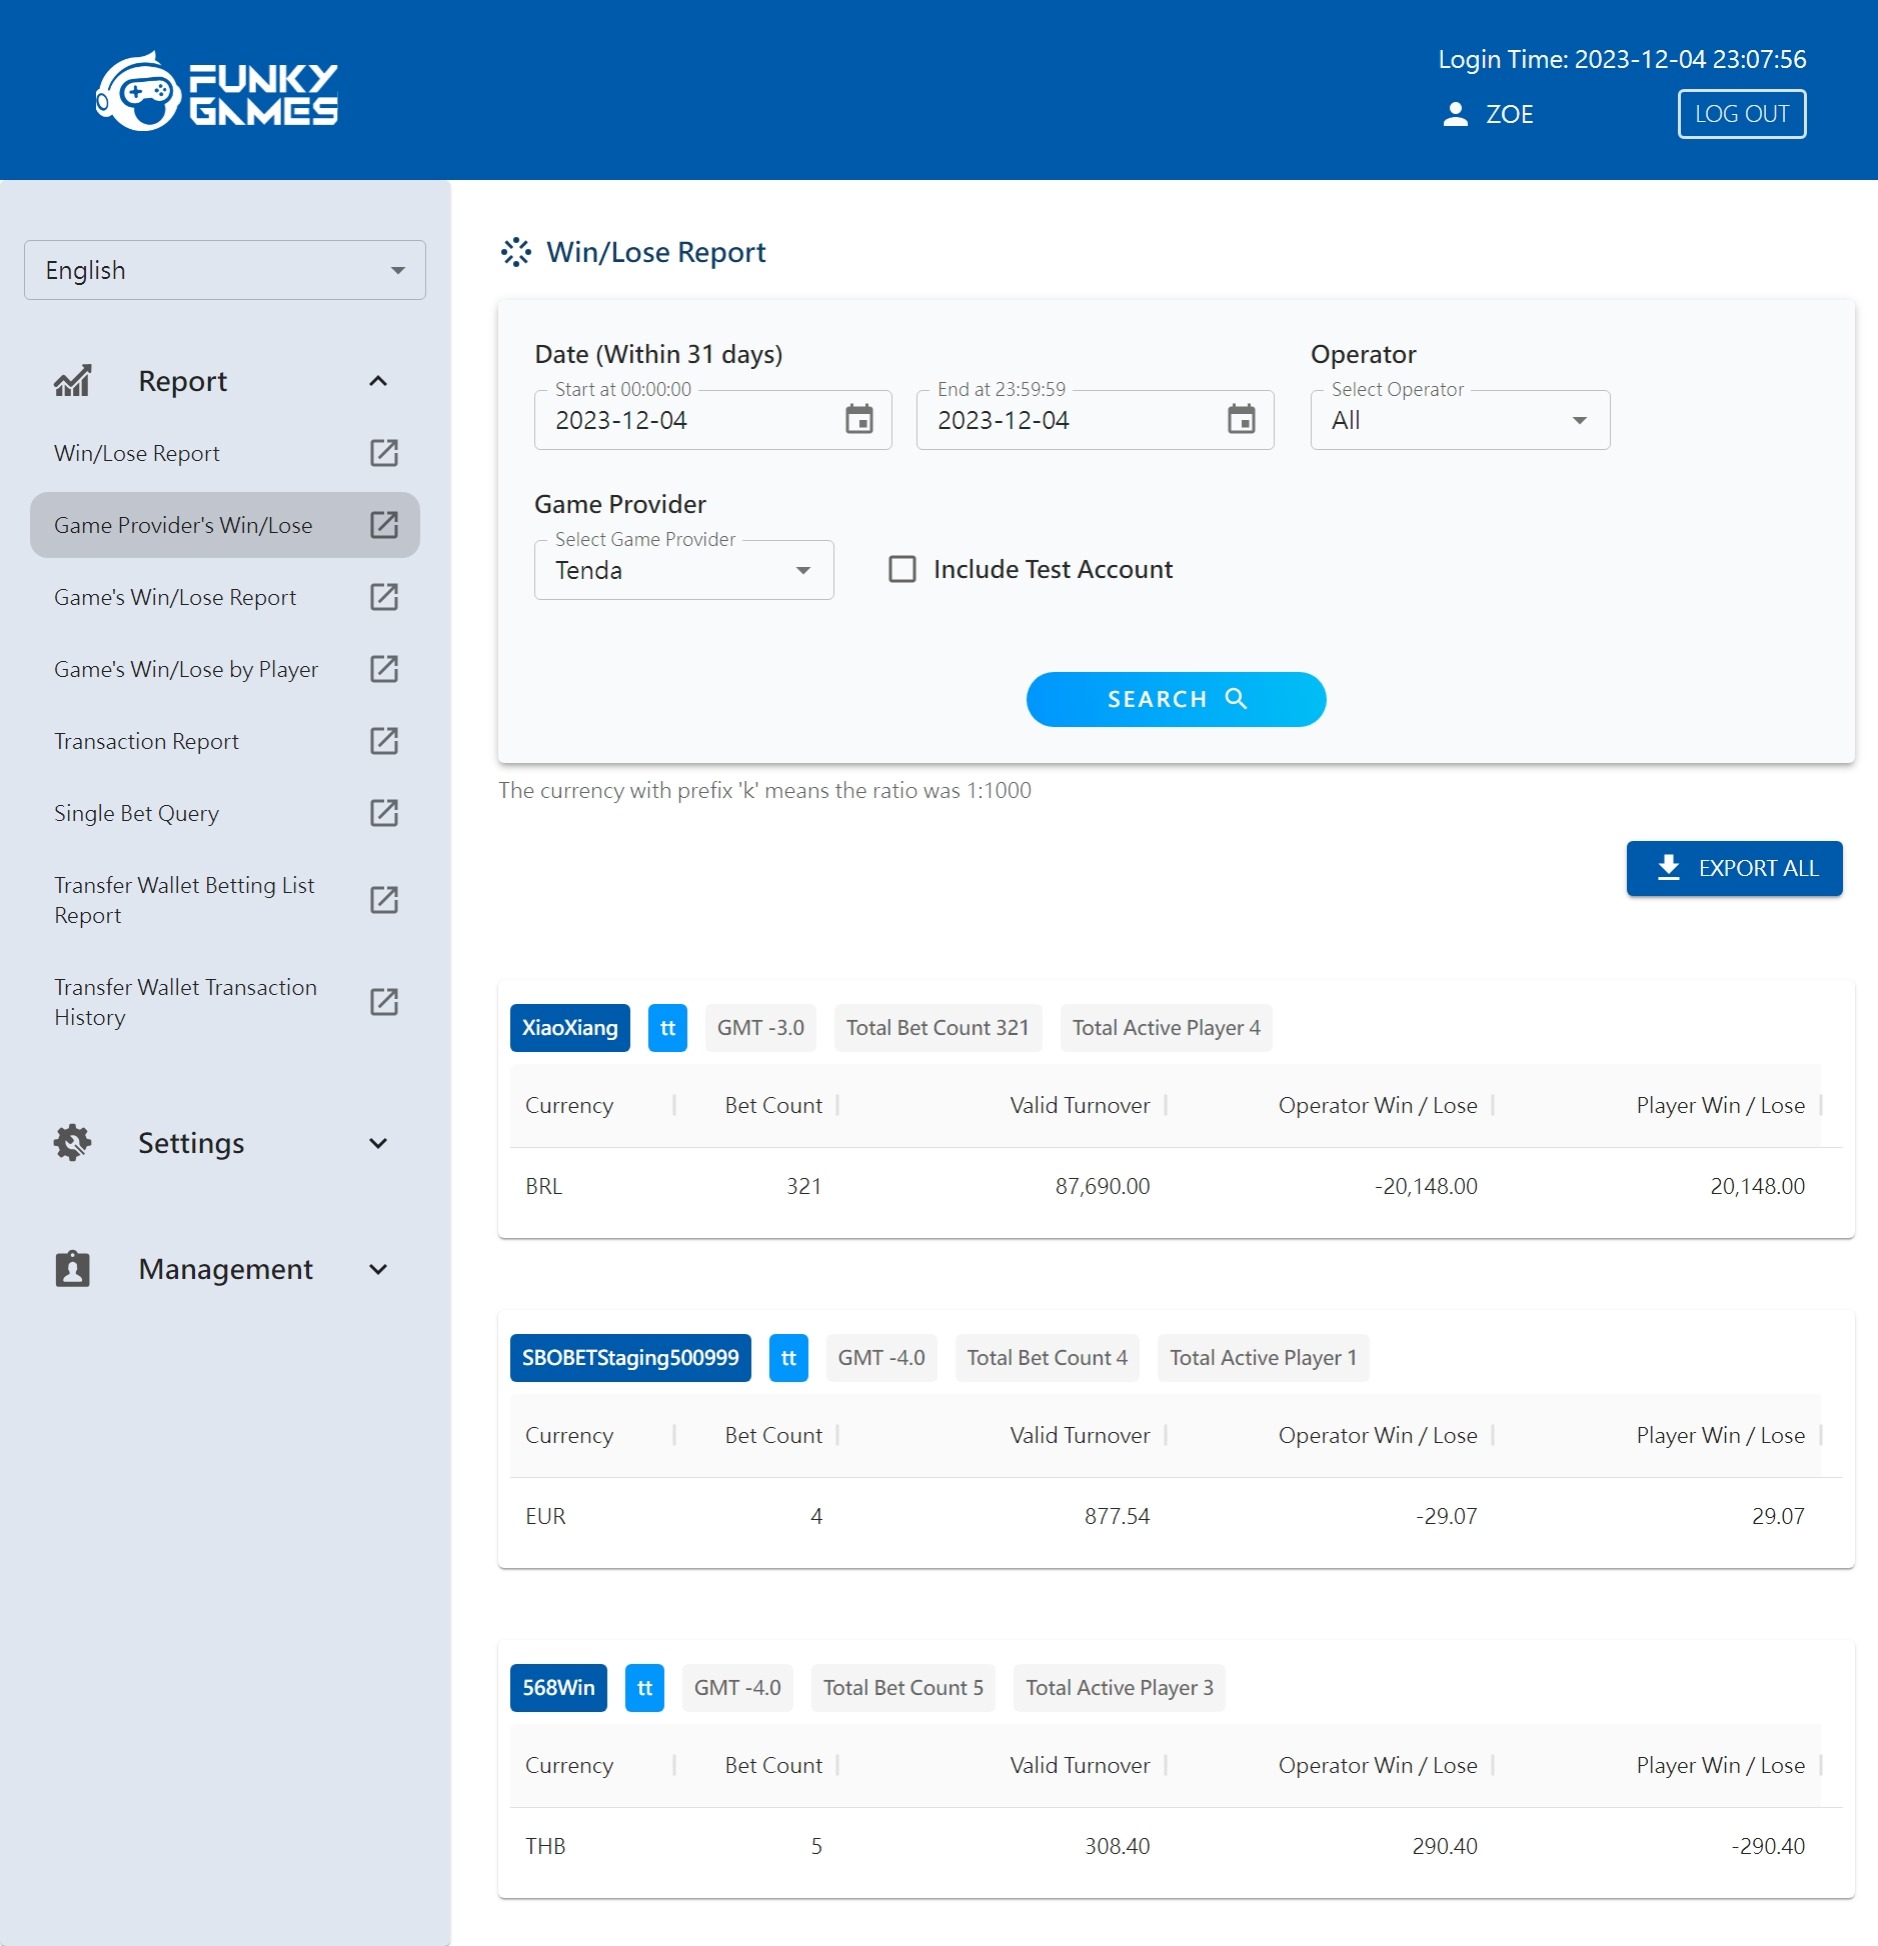 FUNKY
GAMES
Login Time: 2023-12-04 23:07:56
ZOE
LOG OUT
English
Report
Win/Lose Report
Game Provider's Win/Lose
Game's Win/Lose Report
Game's Win/Lose by Player
Transaction Report
Single Bet Query
Transfer Wallet Betting List
Report
Transfer Wallet Transaction
History
Settings
Management
Win/Lose Report
Date (Within 31 days)
Start at 00:00:00
2023-12-04
End at 23:59:59
2023-12-04
Operator
Select Operator
All
Game Provider
Select Game Provider
Tenda
Include Test Account
SEARCH
The currency with prefix 'k' means the ratio was 1:1000
EXPORT ALL
XiaoXiang tt GMT -3.0 Total Bet Count 321 Total Active Player 4
Currency Bet Count Valid Turnover Operator Win / Lose Player Win / Lose
BRL 321 87,690.00 -20,148.00 20,148.00
SBOBETStaging500999 tt GMT -4.0 Total Bet Count 4 Total Active Player 1
Currency Bet Count Valid Turnover Operator Win / Lose Player Win / Lose
EUR 4 877.54 -29.07 29.07
568Win tt GMT -4.0 Total Bet Count 5 Total Active Player 3
Currency Bet Count Valid Turnover Operator Win / Lose Player Win / Lose
THB 5 308.40 290.40 -290.40